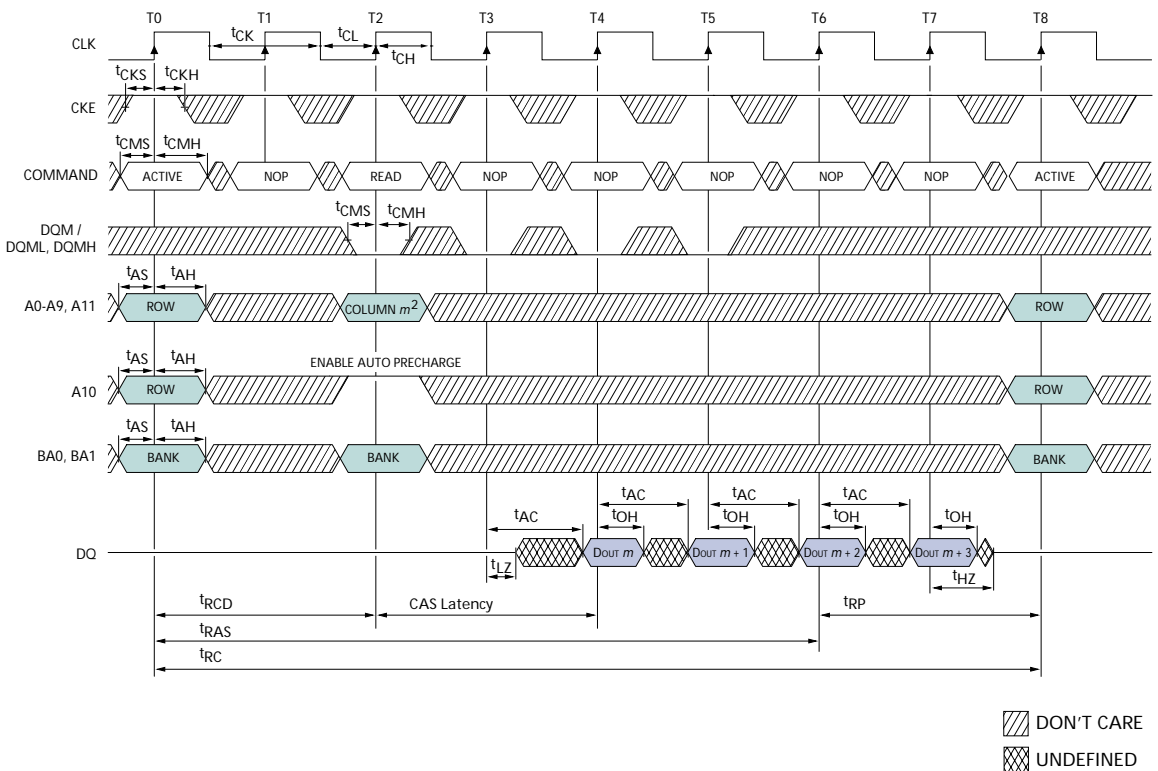 T0 T1 T2 T3 T4 T5 T6 T7 T8
CLK
tCK tCL tCH
tCKS tCKH
CKE
tCMS tCMH
COMMAND
ACTIVE NOP READ NOP NOP NOP NOP NOP ACTIVE
tCMS tCMH
DQM /
DQML, DQMH
tAS tAH
A0-A9, A11
ROW COLUMN m2 ROW
ENABLE AUTO PRECHARGE
tAS tAH
A10
ROW ROW
tAS tAH
BA0, BA1
BANK BANK BANK
tAC tAC tAC tAC
tOH tOH tOH tOH
DQ
DOUT m DOUT m + 1 DOUT m + 2 DOUT m + 3
tLZ tHZ
tRCD CAS Latency tRP
tRAS
tRC
DON'T CARE
UNDEFINED